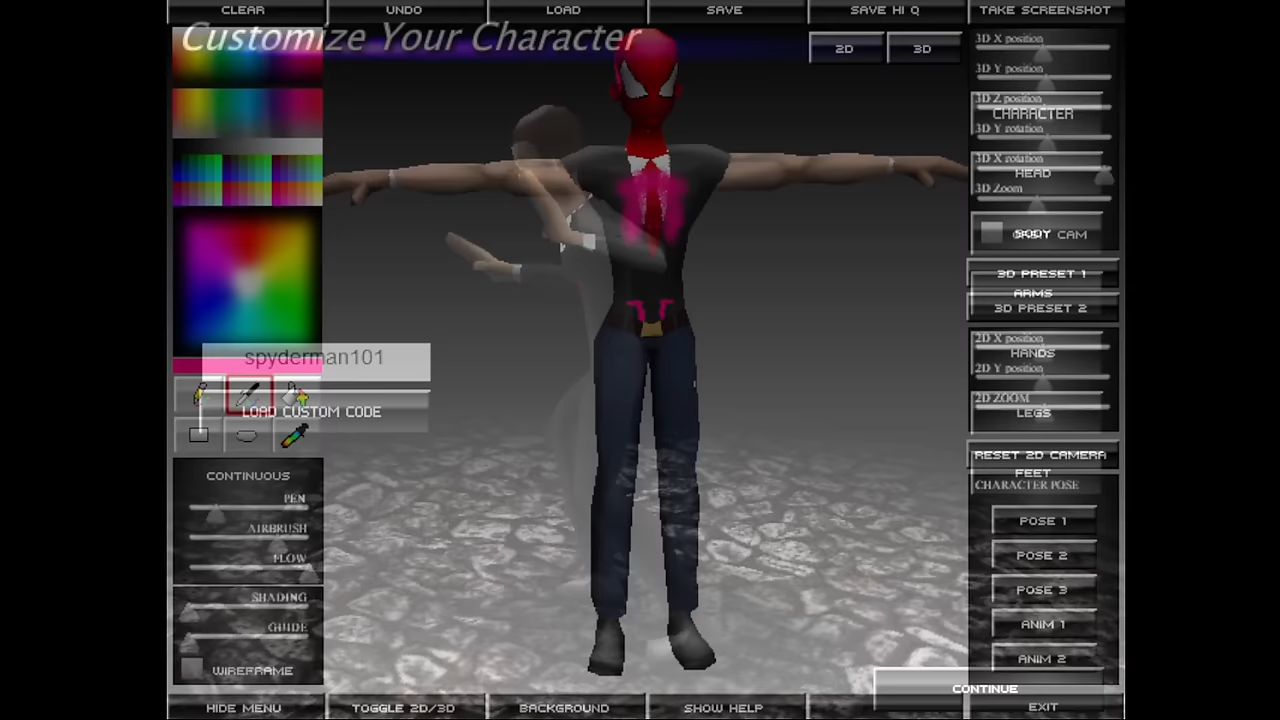 CLEAR
UNDO
LOAD
SAVE
SAVE HI Q
TAKE SCREENSHOT
Customize Your Character
2D
3D
3D X position
3D Y position
3D Z position
CHARACTER
3D Y rotation
3D X rotation
HEAD
3D Zoom
BODY
CAM
3D PRESET 1
ARMS
3D PRESET 2
2D X position
HANDS
2D Y position
2D ZOOM
LEGS
RESET 2D CAMERA
FEET
CHARACTER POSE
POSE 1
POSE 2
POSE 3
ANIM 1
ANIM 2
spyderman101
LOAD CUSTOM CODE
CONTINUOUS
PEN
AIRBRUSH
FLOW
SHADING
GUIDE
WIREFRAME
CONTINUE
HIDE MENU
TOGGLE 2D/3D
BACKGROUND
SHOW HELP
EXIT